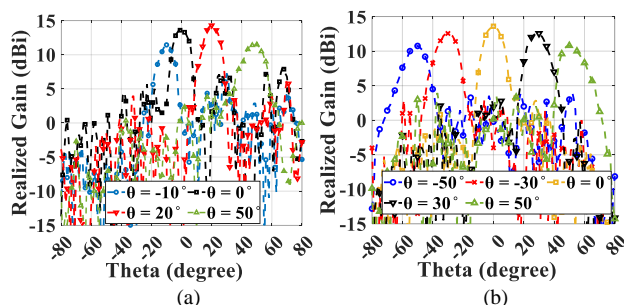 Realized Gain (dBi)
15
10
5
0
-5
-10
15
θ = -10° θ = 0°
θ = 20° θ = 50°
-80 -60 -40 -20 0 20 40 60 80
Theta (degree)
(a)
Realized Gain (dBi)
15
10
5
0
-5
-10
15
θ = -50° θ = -30° θ = 0°
θ = 30° θ = 50°
-80 -60 -40 -20 0 20 40 60 80
Theta (degree)
(b)